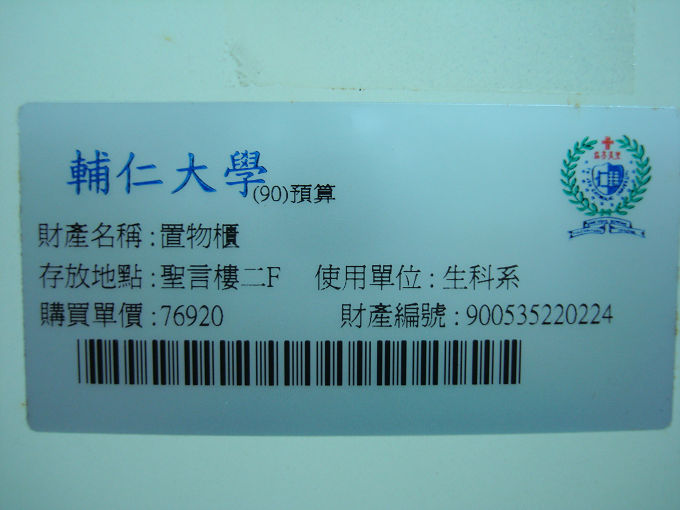 輔仁大學(90)預算
財產名稱:置物櫃
存放地點:聖言樓二F 使用單位:生科系
購買單價:76920 財產編號:900535220224